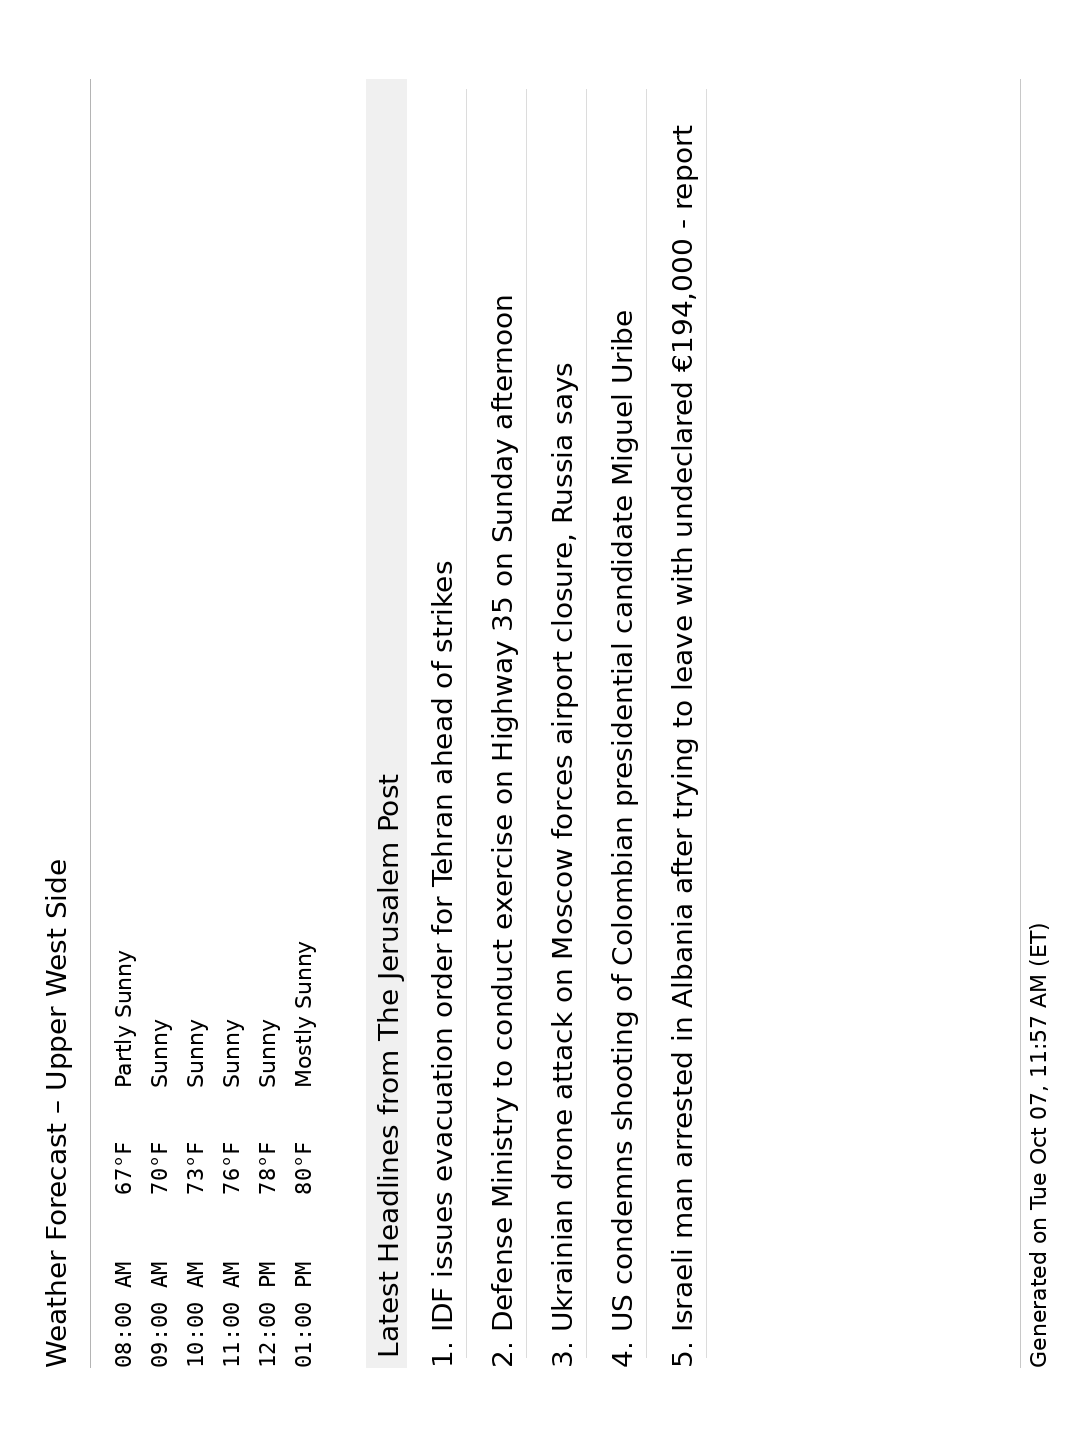 Weather Forecast – Upper West Side
08:00 AM 67°F Partly Sunny
09:00 AM 70°F Sunny
10:00 AM 73°F Sunny
11:00 AM 76°F Sunny
12:00 PM 78°F Sunny
01:00 PM 80°F Mostly Sunny
Latest Headlines from The Jerusalem Post
1. IDF issues evacuation order for Tehran ahead of strikes
2. Defense Ministry to conduct exercise on Highway 35 on Sunday afternoon
3. Ukrainian drone attack on Moscow forces airport closure, Russia says
4. US condemns shooting of Colombian presidential candidate Miguel Uribe
5. Israeli man arrested in Albania after trying to leave with undeclared €194,000 - report
Generated on Tue Oct 07, 11:57 AM (ET)